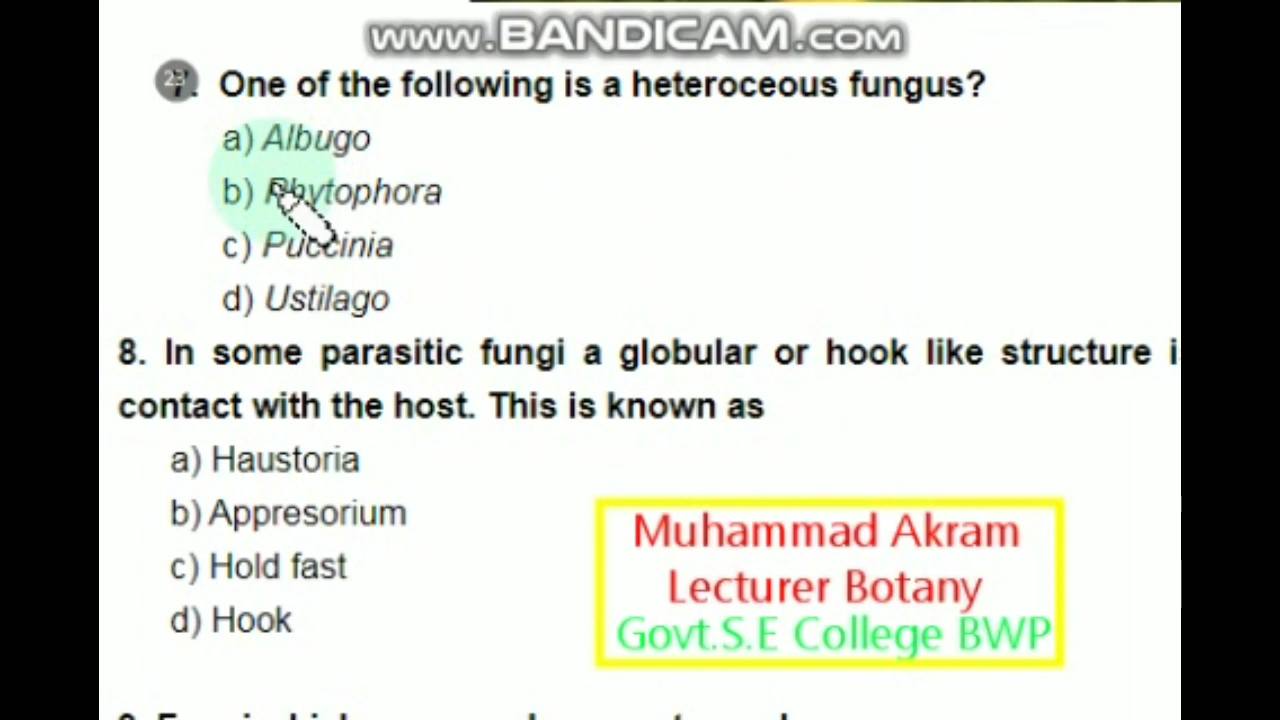 www.BANDICAM.com
23
7. One of the following is a heteroceous fungus?
a) Albugo
b) Phytophora
c) Puccinia
d) Ustilago
8. In some parasitic fungi a globular or hook like structure i
contact with the host. This is known as
a) Haustoria
b) Appresorium
c) Hold fast
d) Hook
Muhammad Akram
Lecturer Botany
Govt.S.E College BWP